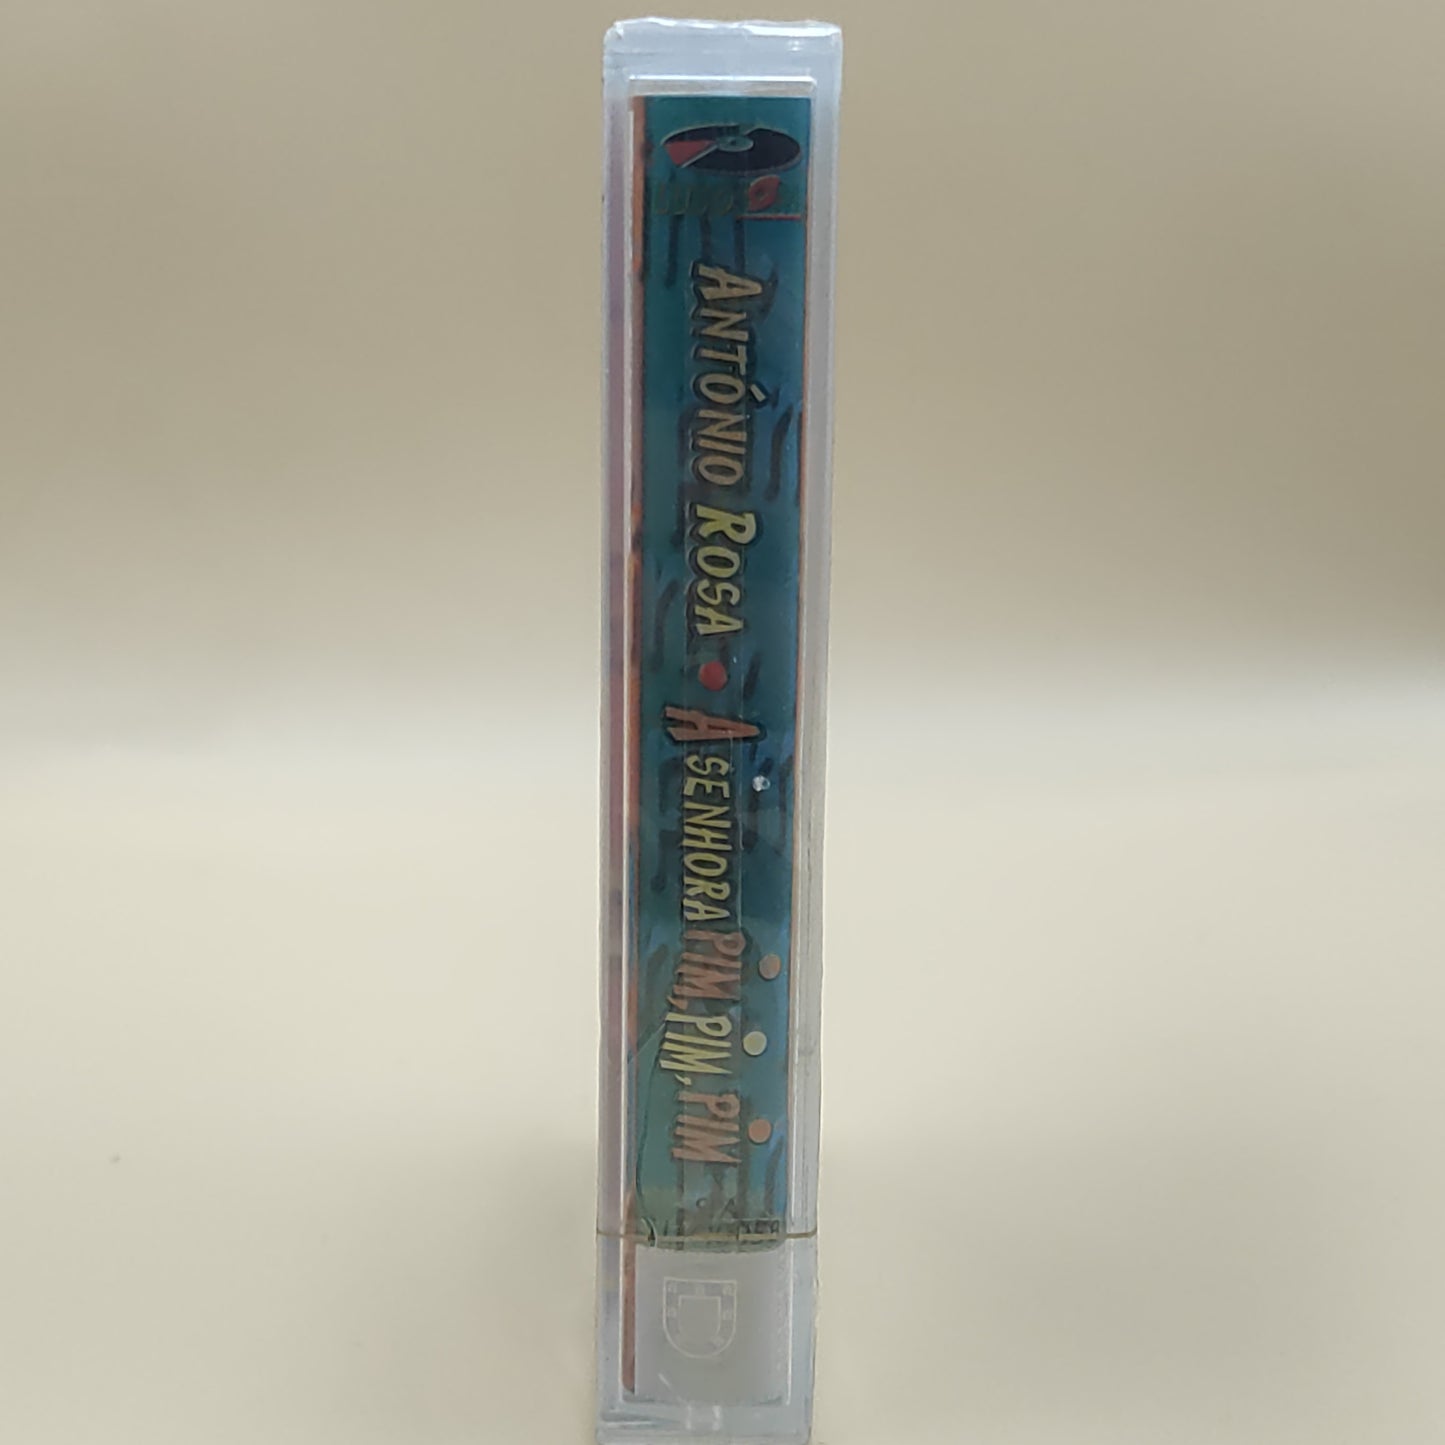 ANTÓNIO ROSA • A SENHORA PIM, PIM, PIM